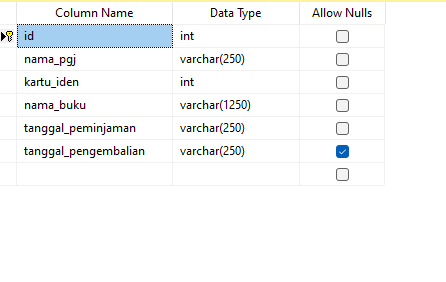 Column Name Data Type Allow Nulls
id int
nama_pgj varchar(250)
kartu_iden int
nama_buku varchar(1250)
tanggal_peminjaman varchar(250)
tanggal_pengembalian varchar(250)